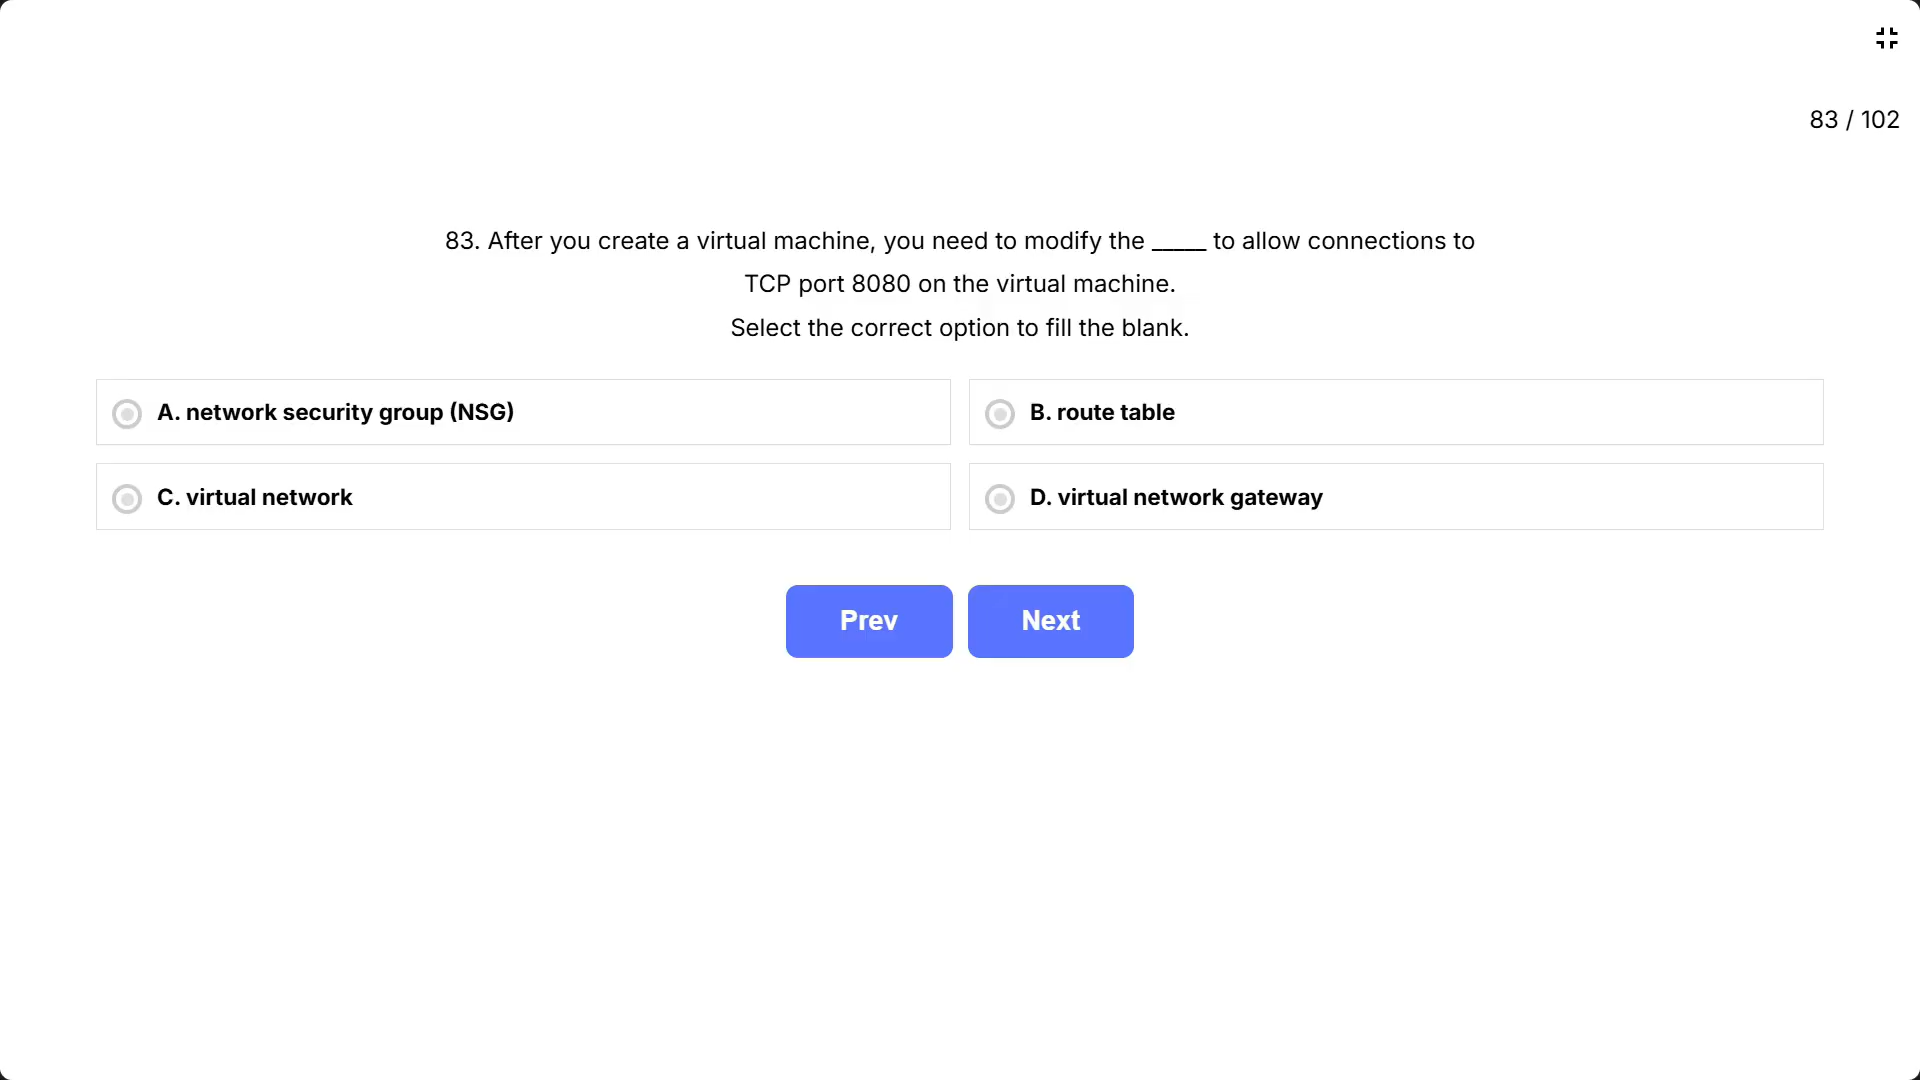 83 / 102
83. After you create a virtual machine, you need to modify the _____ to allow connections to
TCP port 8080 on the virtual machine.
Select the correct option to fill the blank.
A. network security group (NSG)
B. route table
C. virtual network
D. virtual network gateway
Prev
Next